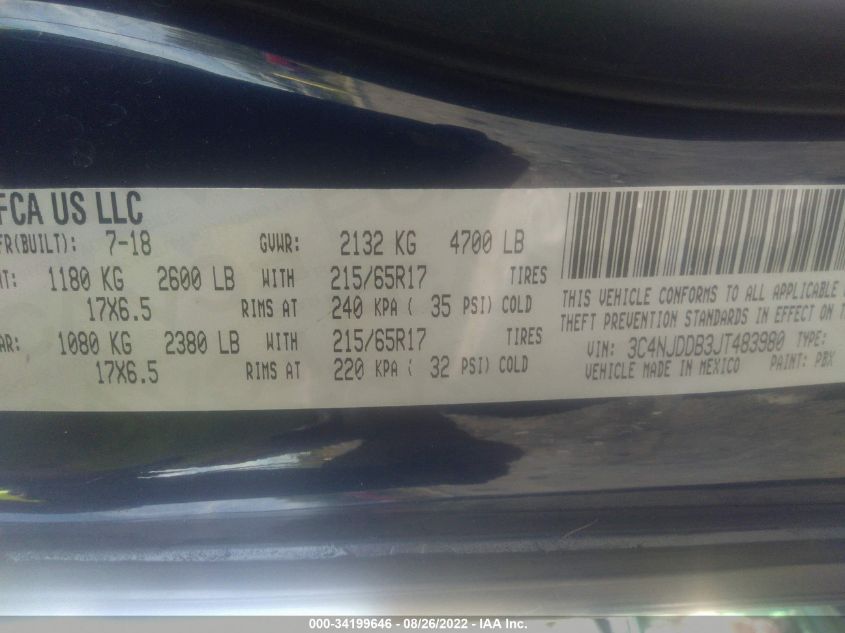 FCA US LLC
FR(BUILT): 7-18 GVWR: 2132 KG 4700 LB
NT: 1180 KG 2600 LB WITH 215/65R17 TIRES
17X6.5 RIMS AT 240 KPA ( 35 PSI) COLD
AR: 1080 KG 2380 LB WITH 215/65R17 TIRES
17X6.5 RIMS AT 220 KPA ( 32 PSI) COLD
THIS VEHICLE CONFORMS TO ALL APPLICABLE
THEFT PREVENTION STANDARDS IN EFFECT ON T
VIN: 3C4NJDDB3JT483980 TYPE:
VEHICLE MADE IN MEXICO PAINT: PBX
000-34199646 - 08/26/2022 - IAA Inc.